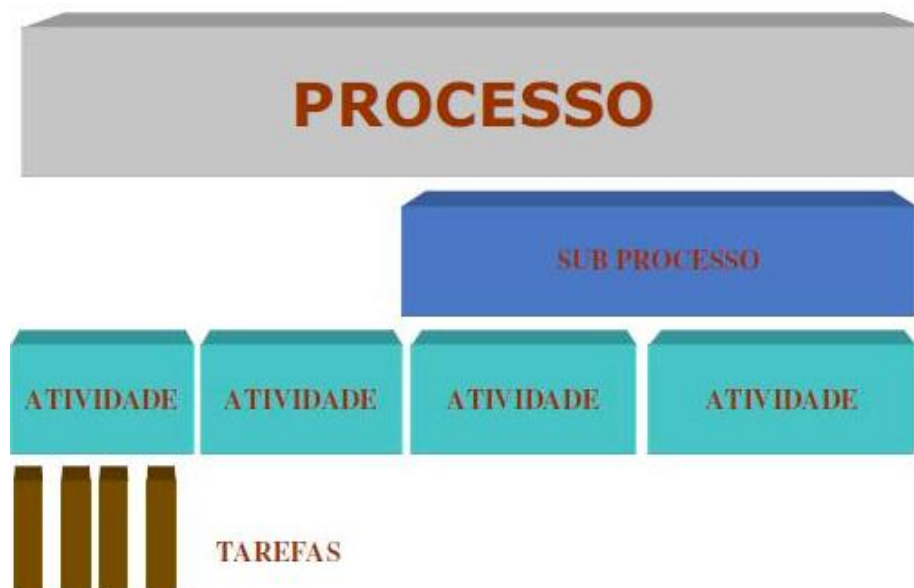 PROCESSO
SUB PROCESSO
ATIVIDADE ATIVIDADE ATIVIDADE ATIVIDADE
TAREFAS